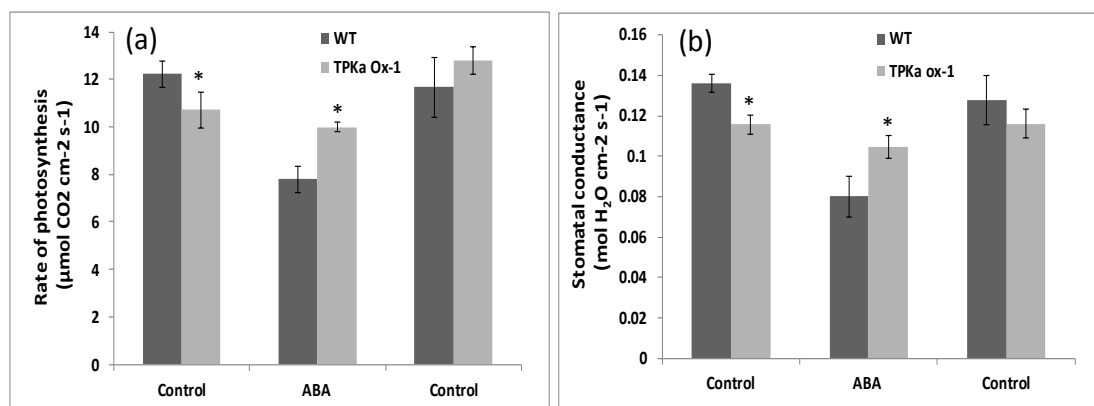 (a)
WT
TPKa Ox-1
Rate of photosynthesis
(μmol CO2 cm-2 s-1)
14
12
10
8
6
4
2
0
*
*
Control
ABA
Control
(b)
WT
TPKa ox-1
Stomatal conductance
(mol H₂O cm-2 s-1)
0.16
0.14
0.12
0.1
0.08
0.06
0.04
0.02
0
*
*
Control
ABA
Control